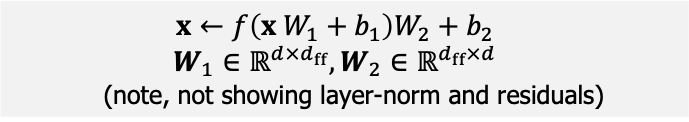 𝐱 ← 𝑓(𝐱 𝑊₁ + 𝑏₁)𝑊₂ + 𝑏₂
𝑾₁ ∈ ℝ^{𝑑×𝑑_ff}, 𝑾₂ ∈ ℝ^{𝑑_ff×𝑑}
(note, not showing layer-norm and residuals)